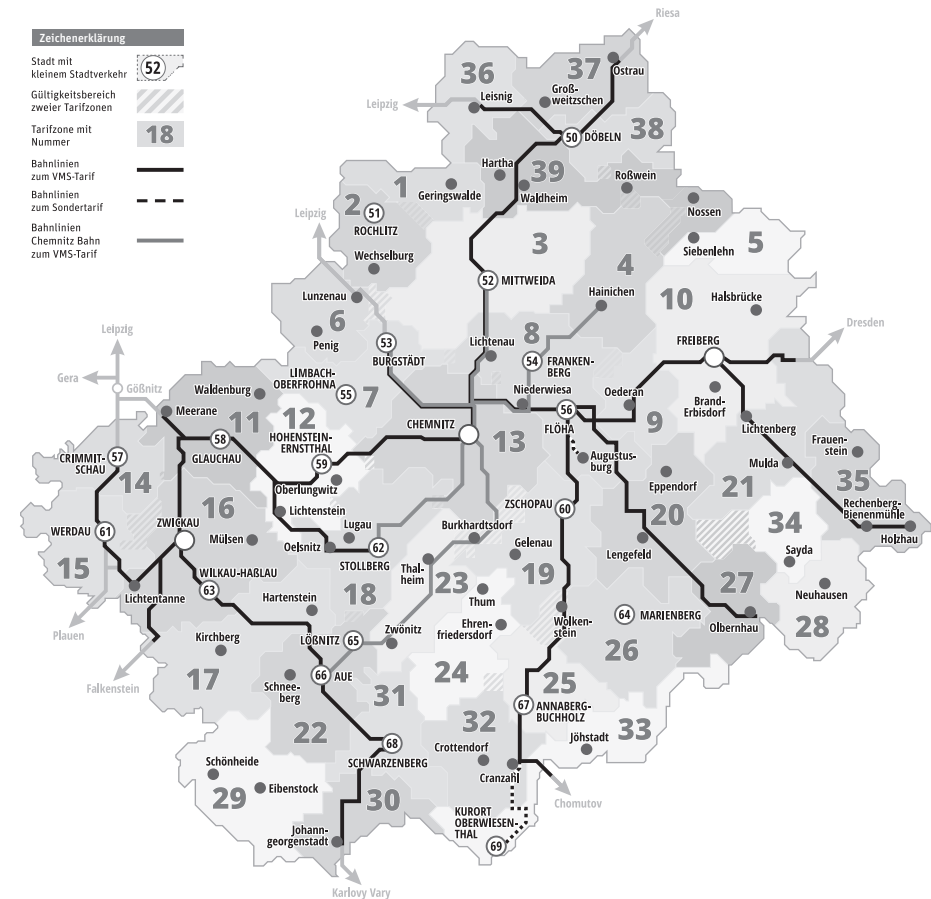 Zeichenerklärung
Stadt mit
kleinem Stadtverkehr
52
Gültigkeitsbereich
zweier Tarifzonen
Tarifzone mit
Nummer
18
Bahnlinien
zum VMS-Tarif
Bahnlinien
zum Sondertarif
Bahnlinien
Chemnitz Bahn
zum VMS-Tarif
Riesa
37
Ostrau
36
Groß-
weitzschen
Leisnig
Leipzig
50 DÖBELN
38
Hartha
39
Waldheim
Roßwein
1
Geringswalde
2
51
ROCHLITZ
Leipzig
Nossen
Siebenlehn
5
3
Wechselburg
4
52 MITTWEIDA
Lunzenau
6
Penig
Hainichen
10
Halsbrücke
Dresden
Leipzig
Gera
Gößnitz
53
BURGSTÄDT
Lichtenau
8
54
FRANKEN-
BERG
FREIBERG
LIMBACH-
OBERFROHNA
55
7
Niederwiesa
Oederan
Brand-
Erbisdorf
Waldenburg
Meerane
11
12
HOHENSTEIN-
ERNSTTHAL
59
CHEMNITZ
13
56
FLÖHA
9
Lichtenberg
58
GLAUCHAU
57
CRIMMIT-
SCHAU
14
Augustus-
burg
Mulda
Frauen-
stein
35
Oberlungwitz
Eppendorf
21
Lichtenstein
16
ZSCHOPAU
60
20
Rechenberg-
Bienenmühle
Holzhau
34
WERDAU
61
ZWICKAU
Mülsen
Lugau
Burkhardtsdorf
Oelsnitz
62
STOLLBERG
Gelenau
Lengefeld
Sayda
15
WILKAU-HAẞLAU
63
Thal-
heim
23
19
27
Lichtentanne
Hartenstein
18
Thum
Neuhausen
Plauen
Kirchberg
LÖẞNITZ
65
Zwönitz
Ehren-
friedersdorf
Wolken-
stein
64 MARIENBERG
Olbernhau
28
26
Falkenstein
17
66 AUE
Schnee-
berg
31
24
25
67
ANNABERG-
BUCHHOLZ
33
22
32
68
SCHWARZENBERG
Crottendorf
Jöhstadt
Schönheide
Cranzahl
29
Eibenstock
30
Chomutov
KURORT
OBERWIESEN-
THAL
69
Johann-
georgenstadt
Karlovy Vary